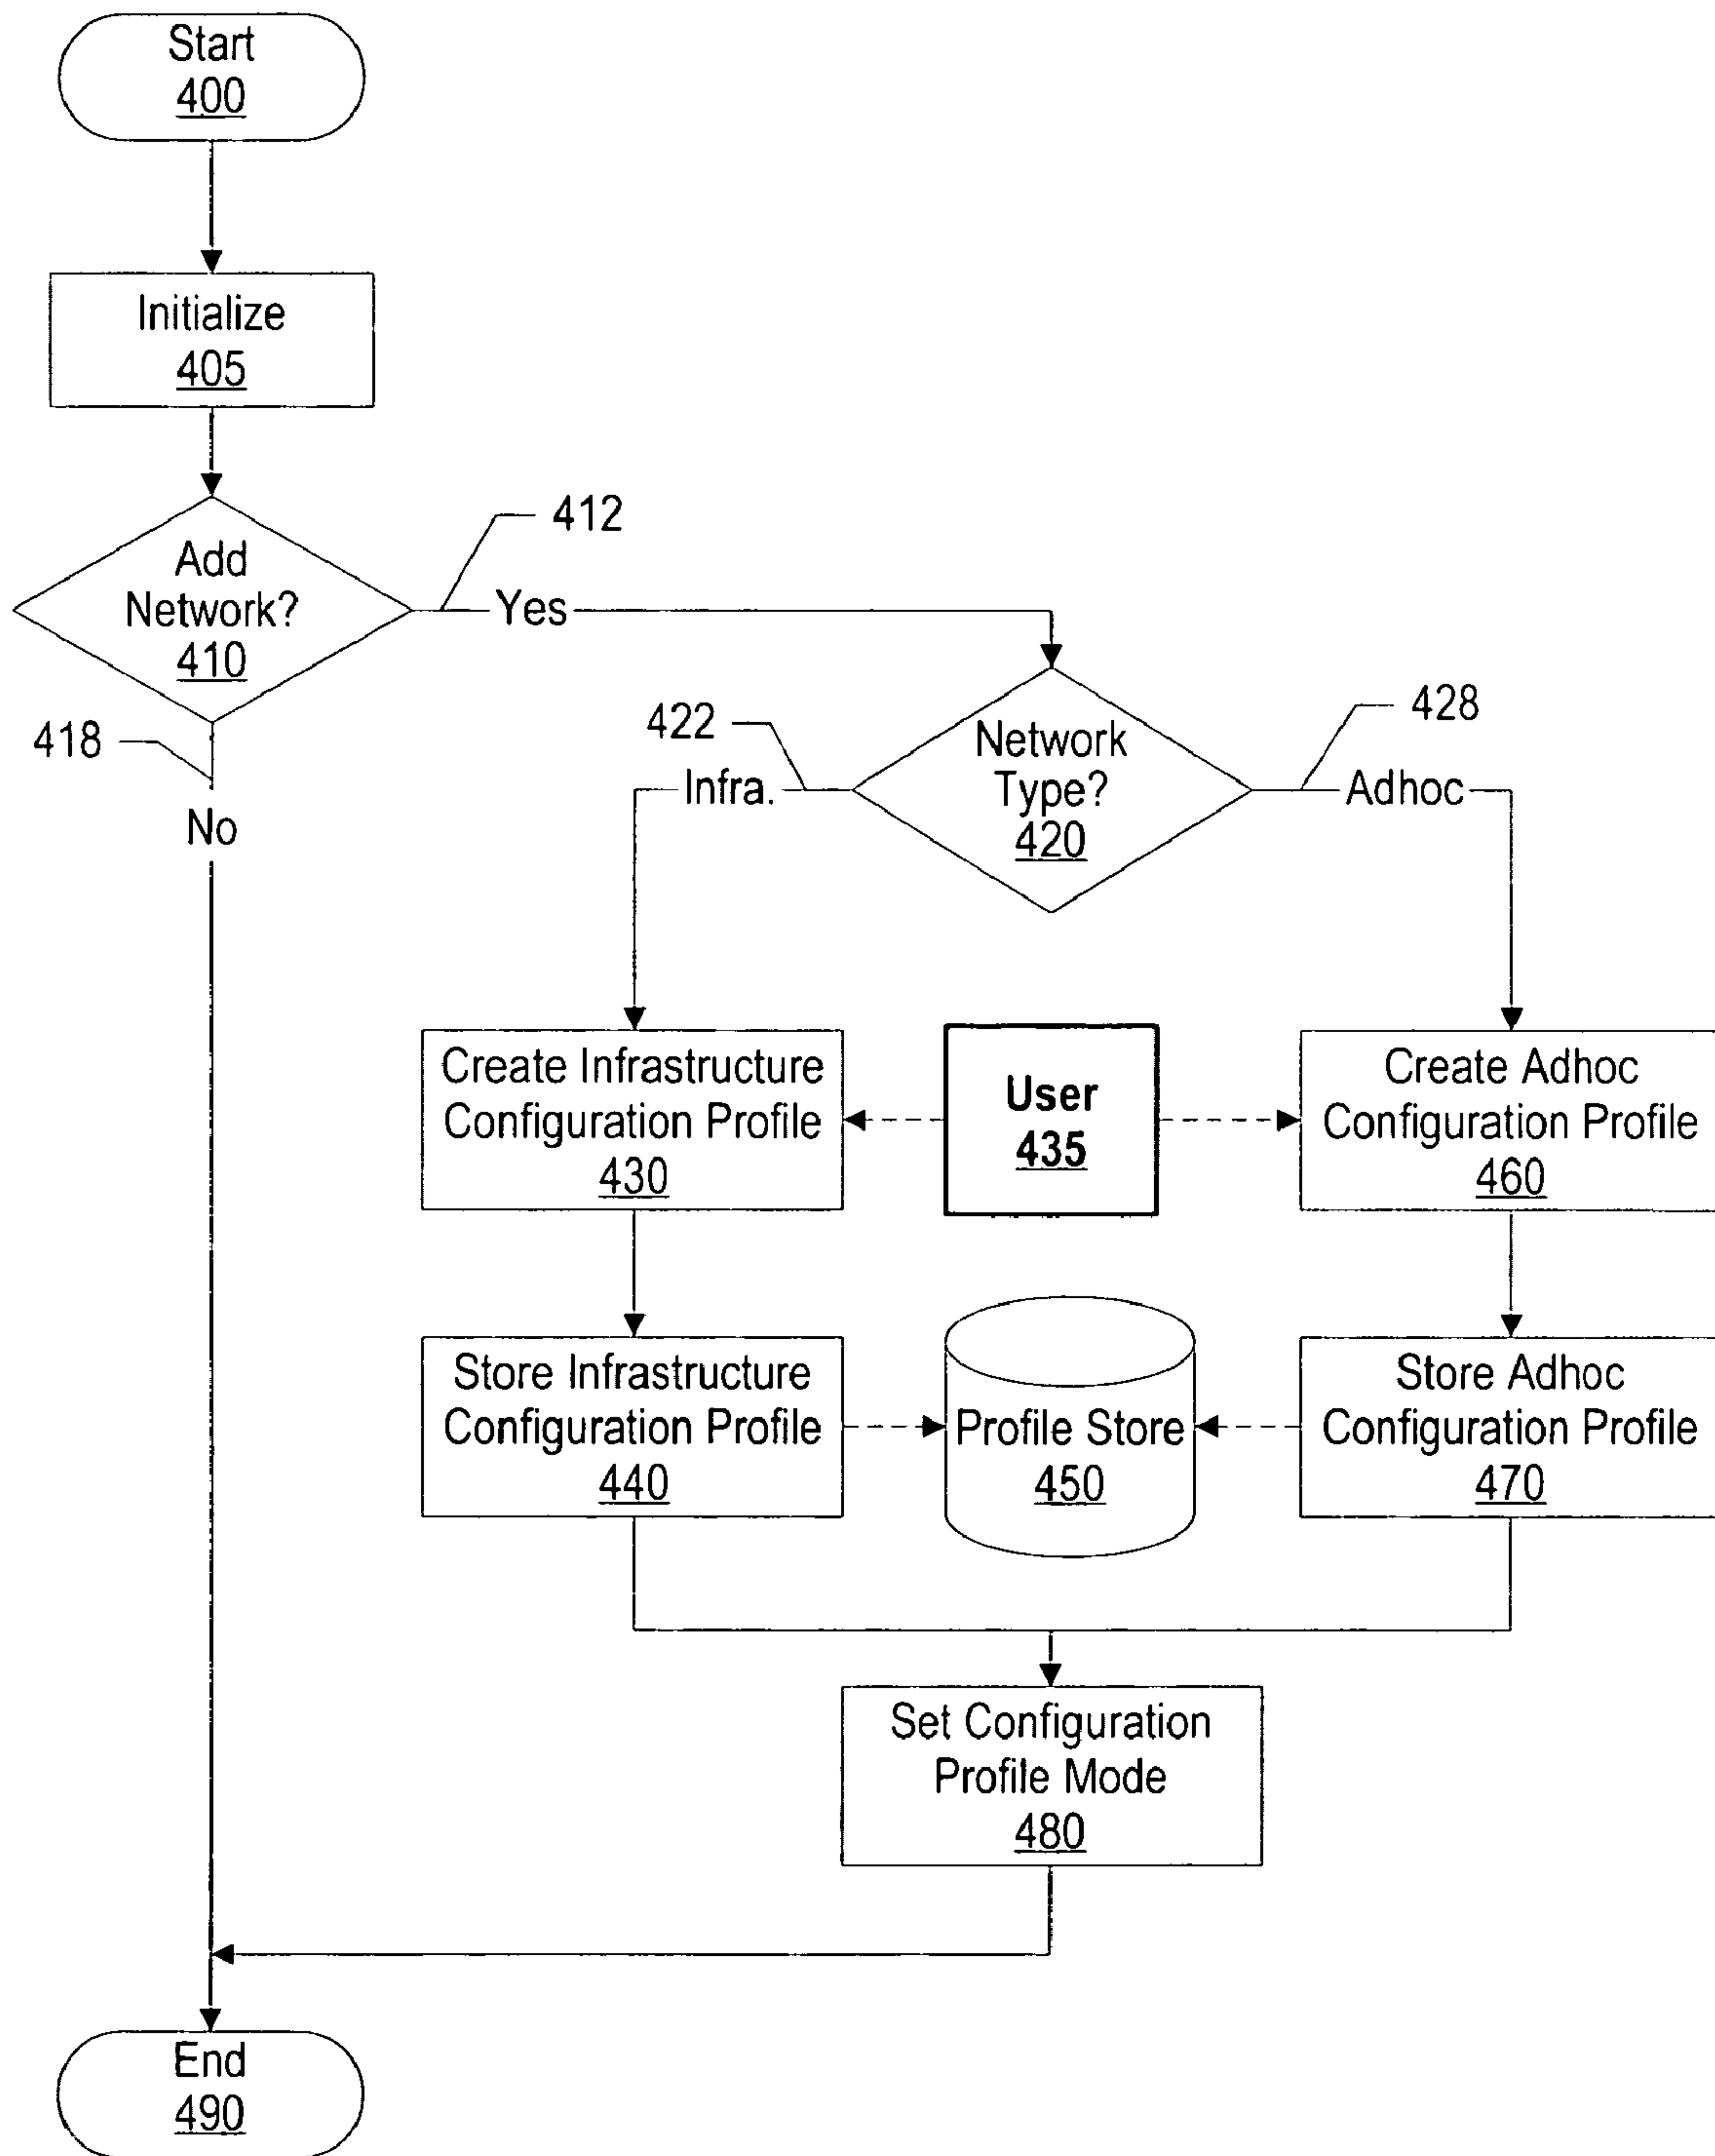 Start
400
Initialize
405
Add
Network?
410
412
Yes
418
No
Network
Type?
420
422
Infra.
428
Adhoc
Create Infrastructure
Configuration Profile
430
User
435
Create Adhoc
Configuration Profile
460
Store Infrastructure
Configuration Profile
440
Profile Store
450
Store Adhoc
Configuration Profile
470
Set Configuration
Profile Mode
480
End
490